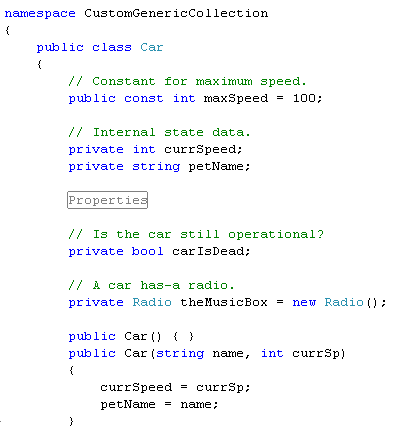 namespace CustomGenericCollection
{
public class Car
{
// Constant for maximum speed.
public const int maxSpeed = 100;
// Internal state data.
private int currSpeed;
private string petName;
Properties
// Is the car still operational?
private bool carIsDead;
// A car has-a radio.
private Radio theMusicBox = new Radio();
public Car() { }
public Car(string name, int currSp)
{
currSpeed = currSp;
petName = name;
}